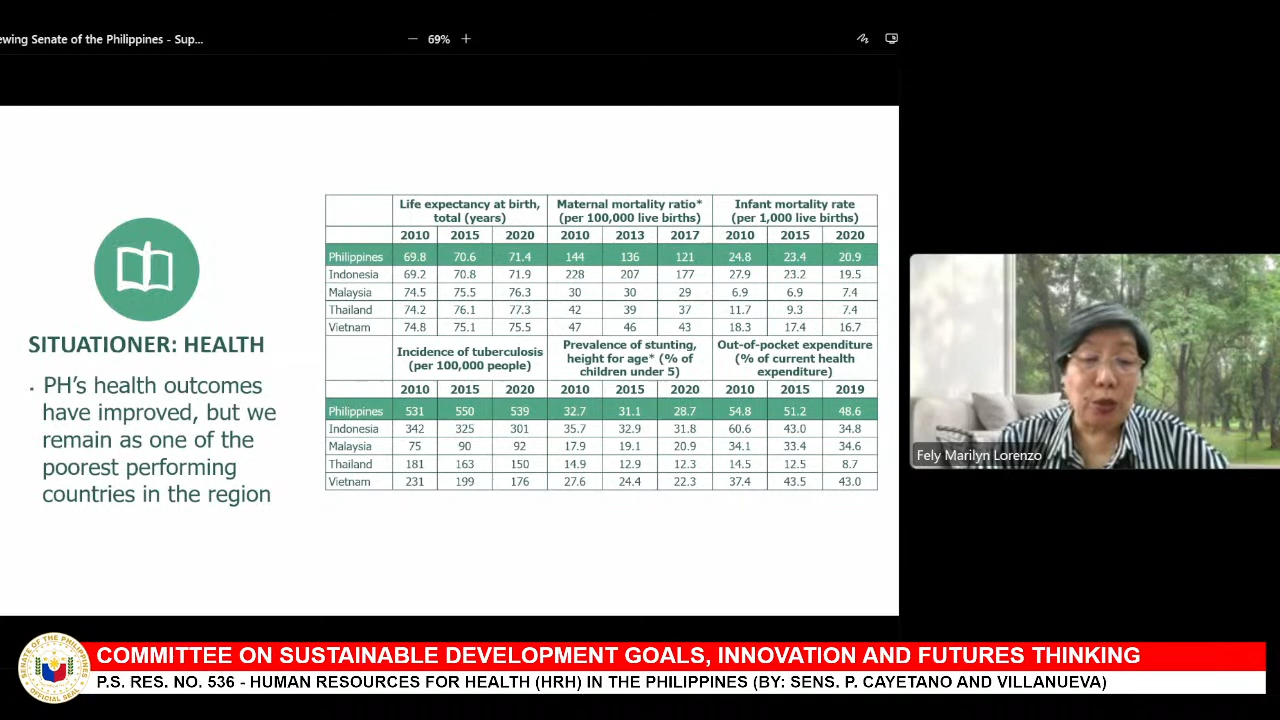 ewing Senate of the Philippines - Sup...
69%
SITUATIONER: HEALTH
PH's health outcomes
have improved, but we
remain as one of the
poorest performing
countries in the region
Life expectancy at birth, total (years) Maternal mortality ratio* (per 100,000 live births) Infant mortality rate (per 1,000 live births)
2010 2015 2020 2010 2013 2017 2010 2015 2020
Philippines 69.8 70.6 71.4 144 136 121 24.8 23.4 20.9
Indonesia 69.2 70.8 71.9 228 207 177 27.9 23.2 19.5
Malaysia 74.5 75.5 76.3 30 30 29 6.9 6.9 7.4
Thailand 74.2 76.1 77.3 42 39 37 11.7 9.3 7.4
Vietnam 74.8 75.1 75.5 47 46 43 18.3 17.4 16.7
Incidence of tuberculosis (per 100,000 people) Prevalence of stunting, height for age* (% of children under 5) Out-of-pocket expenditure (% of current health expenditure)
2010 2015 2020 2010 2015 2020 2010 2015 2019
Philippines 531 550 539 32.7 31.1 28.7 54.8 51.2 48.6
Indonesia 342 325 301 35.7 32.9 31.8 60.6 43.0 34.8
Malaysia 75 90 92 17.9 19.1 20.9 34.1 33.4 34.6
Thailand 181 163 150 14.9 12.9 12.3 14.5 12.5 8.7
Vietnam 231 199 176 27.6 24.4 22.3 37.4 43.5 43.0
Fely Marilyn Lorenzo
SENATE OF THE PHILIPPINES
OFFICIAL SEAL
COMMITTEE ON SUSTAINABLE DEVELOPMENT GOALS, INNOVATION AND FUTURES THINKING
P.S. RES. NO. 536 - HUMAN RESOURCES FOR HEALTH (HRH) IN THE PHILIPPINES (BY: SENS. P. CAYETANO AND VILLANUEVA)